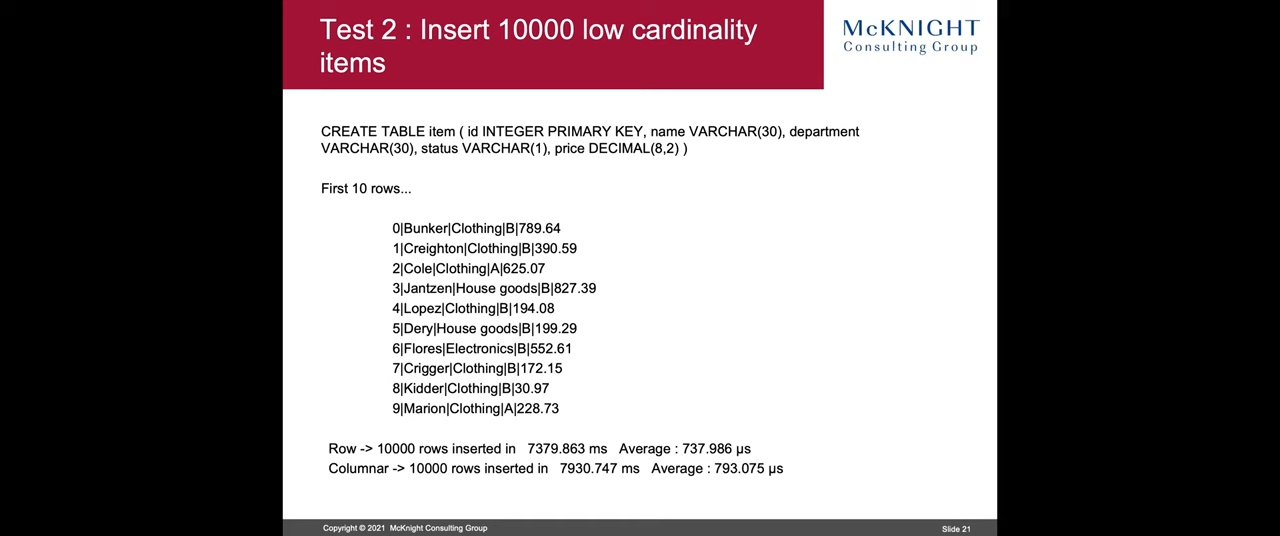 Test 2 : Insert 10000 low cardinality
items
McKNIGHT
Consulting Group
CREATE TABLE item ( id INTEGER PRIMARY KEY, name VARCHAR(30), department
VARCHAR(30), status VARCHAR(1), price DECIMAL(8,2) )
First 10 rows...
0|Bunker|Clothing|B|789.64
1|Creighton|Clothing|B|390.59
2|Cole|Clothing|A|625.07
3|Jantzen|House goods|B|827.39
4|Lopez|Clothing|B|194.08
5|Dery|House goods|B|199.29
6|Flores|Electronics|B|552.61
7|Crigger|Clothing|B|172.15
8|Kidder|Clothing|B|30.97
9|Marion|Clothing|A|228.73
Row -> 10000 rows inserted in 7379.863 ms Average : 737.986 µs
Columnar -> 10000 rows inserted in 7930.747 ms Average : 793.075 µs
Copyright © 2021 McKnight Consulting Group
Slide 21